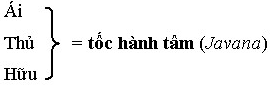 Ái
Thủ = tốc hành tâm (Javana)
Hữu